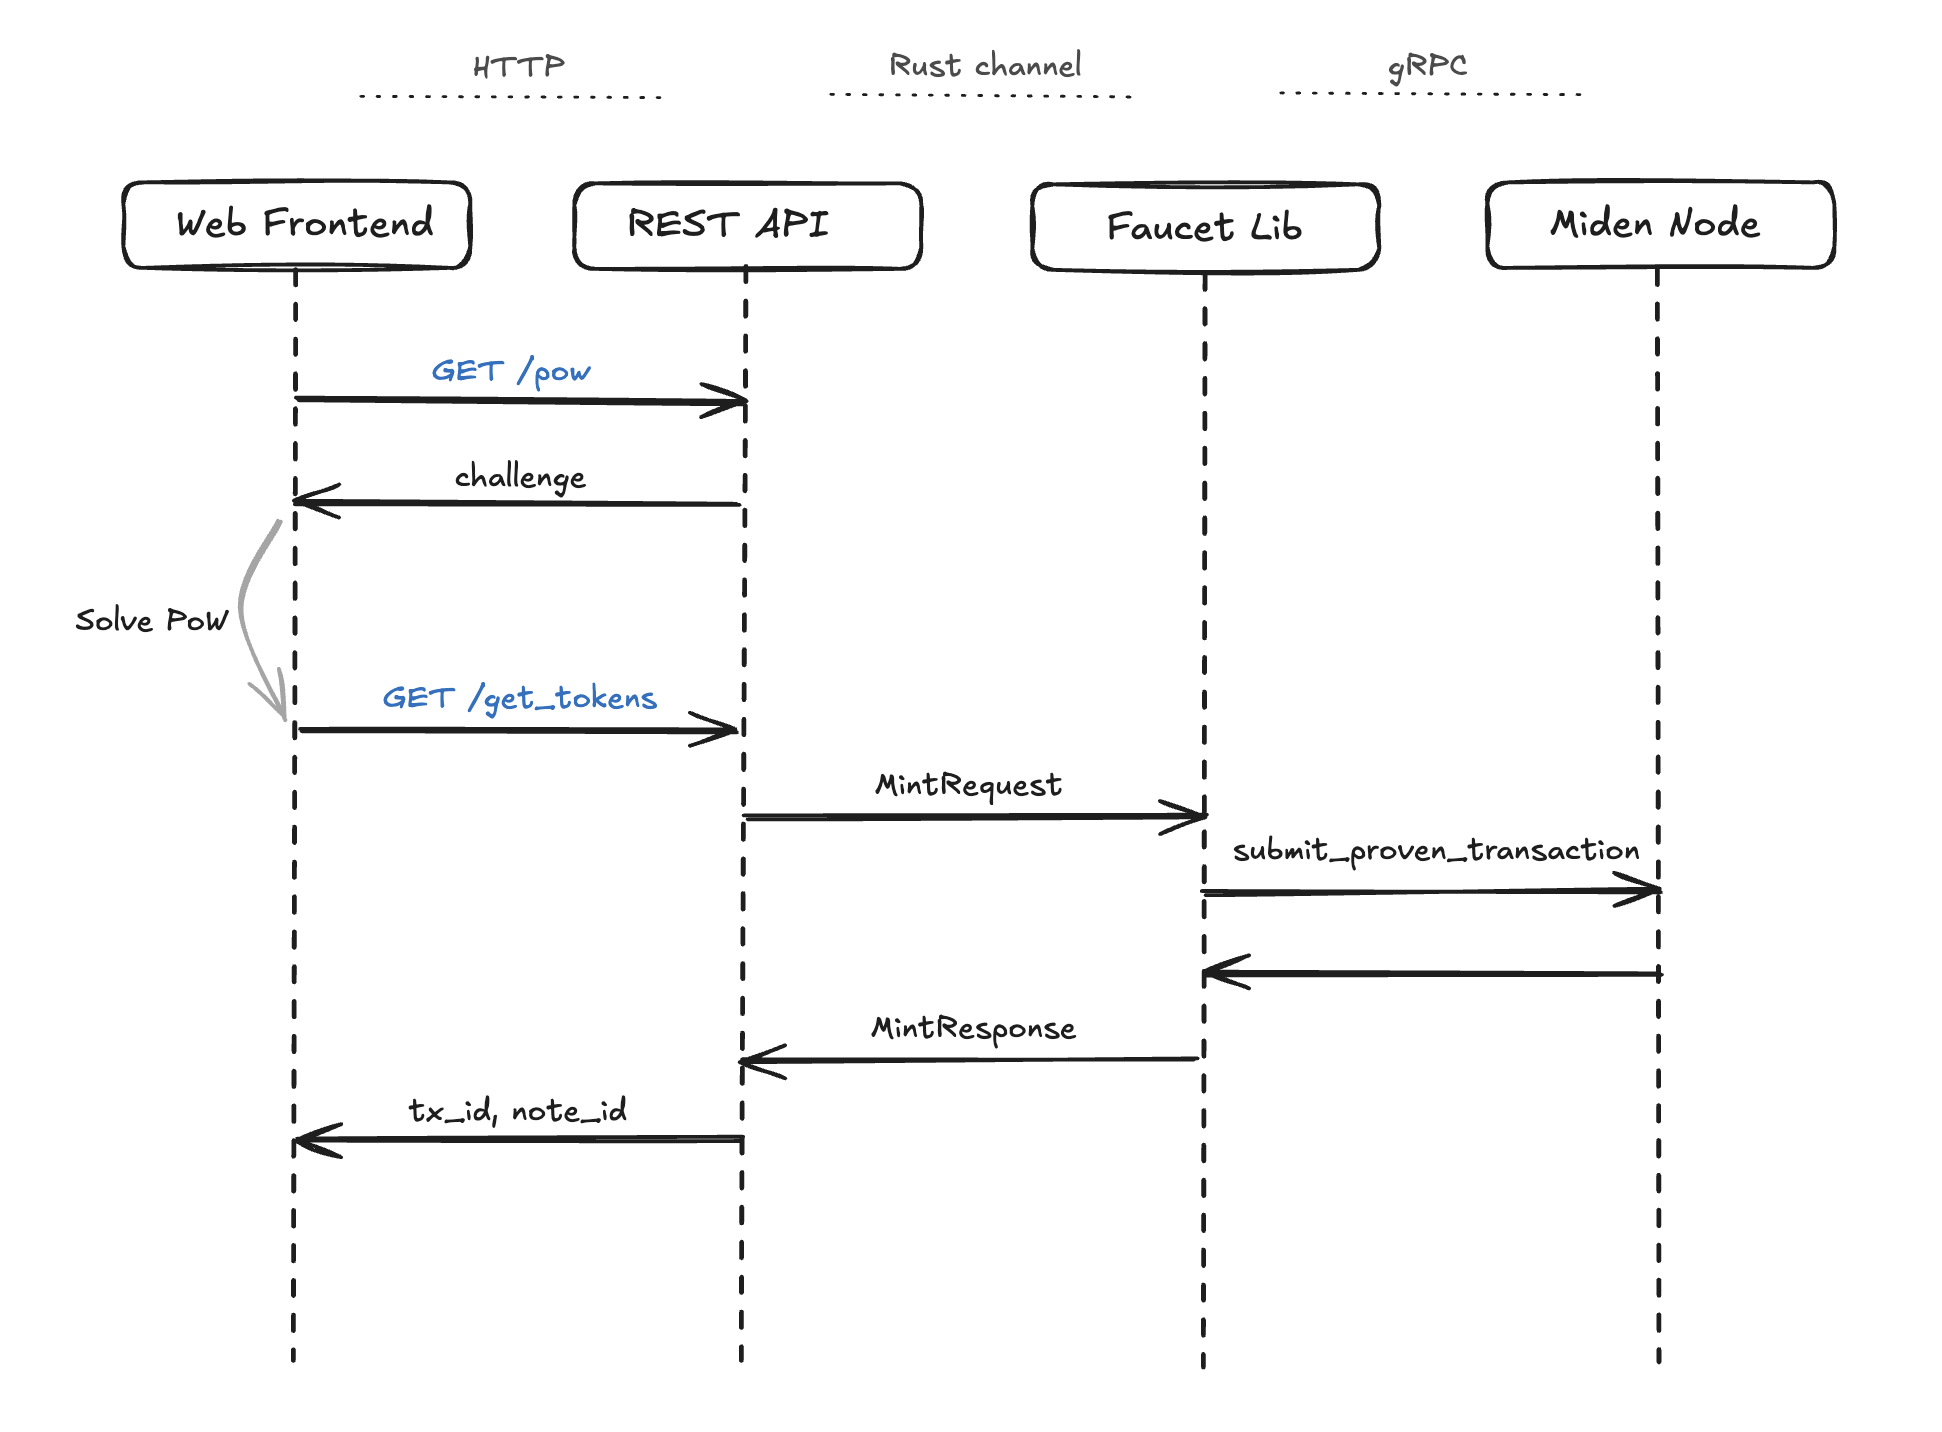 HTTP
Rust channel
gRPC
Web Frontend
REST API
Faucet Lib
Miden Node
GET /pow
challenge
Solve PoW
GET /get_tokens
MintRequest
submit_proven_transaction
MintResponse
tx_id, note_id